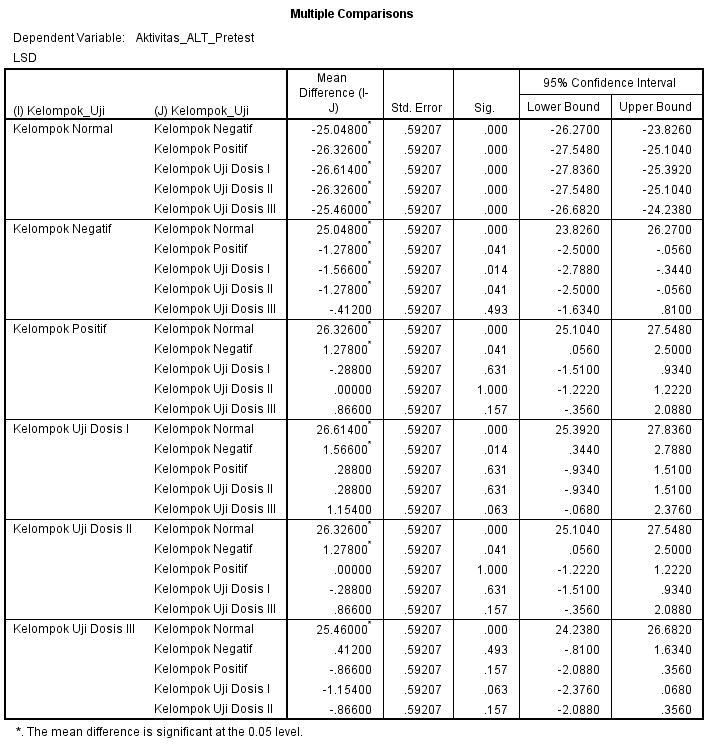 Multiple Comparisons
Dependent Variable: Aktivitas_ALT_Pretest
LSD
(I) Kelompok_Uji (J) Kelompok_Uji Mean Difference (I-J) Std. Error Sig. 95% Confidence Interval
Lower Bound Upper Bound
Kelompok Normal Kelompok Negatif -25.04800* .59207 .000 -26.2700 -23.8260
Kelompok Positif -26.32600* .59207 .000 -27.5480 -25.1040
Kelompok Uji Dosis I -26.61400* .59207 .000 -27.8360 -25.3920
Kelompok Uji Dosis II -26.32600* .59207 .000 -27.5480 -25.1040
Kelompok Uji Dosis III -25.46000* .59207 .000 -26.6820 -24.2380
Kelompok Negatif Kelompok Normal 25.04800* .59207 .000 23.8260 26.2700
Kelompok Positif -1.27800* .59207 .041 -2.5000 -.0560
Kelompok Uji Dosis I -1.56600* .59207 .014 -2.7880 -.3440
Kelompok Uji Dosis II -1.27800* .59207 .041 -2.5000 -.0560
Kelompok Uji Dosis III -.41200 .59207 .493 -1.6340 .8100
Kelompok Positif Kelompok Normal 26.32600* .59207 .000 25.1040 27.5480
Kelompok Negatif 1.27800* .59207 .041 .0560 2.5000
Kelompok Uji Dosis I -.28800 .59207 .631 -1.5100 .9340
Kelompok Uji Dosis II .00000 .59207 1.000 -1.2220 1.2220
Kelompok Uji Dosis III .86600 .59207 .157 -.3560 2.0880
Kelompok Uji Dosis I Kelompok Normal 26.61400* .59207 .000 25.3920 27.8360
Kelompok Negatif 1.56600* .59207 .014 .3440 2.7880
Kelompok Positif .28800 .59207 .631 -.9340 1.5100
Kelompok Uji Dosis II .28800 .59207 .631 -.9340 1.5100
Kelompok Uji Dosis III 1.15400 .59207 .063 -.0680 2.3760
Kelompok Uji Dosis II Kelompok Normal 26.32600* .59207 .000 25.1040 27.5480
Kelompok Negatif 1.27800* .59207 .041 .0560 2.5000
Kelompok Positif .00000 .59207 1.000 -1.2220 1.2220
Kelompok Uji Dosis I -.28800 .59207 .631 -1.5100 .9340
Kelompok Uji Dosis III .86600 .59207 .157 -.3560 2.0880
Kelompok Uji Dosis III Kelompok Normal 25.46000* .59207 .000 24.2380 26.6820
Kelompok Negatif .41200 .59207 .493 -.8100 1.6340
Kelompok Positif -.86600 .59207 .157 -2.0880 .3560
Kelompok Uji Dosis I -1.15400 .59207 .063 -2.3760 .0680
Kelompok Uji Dosis II -.86600 .59207 .157 -2.0880 .3560
*. The mean difference is significant at the 0.05 level.